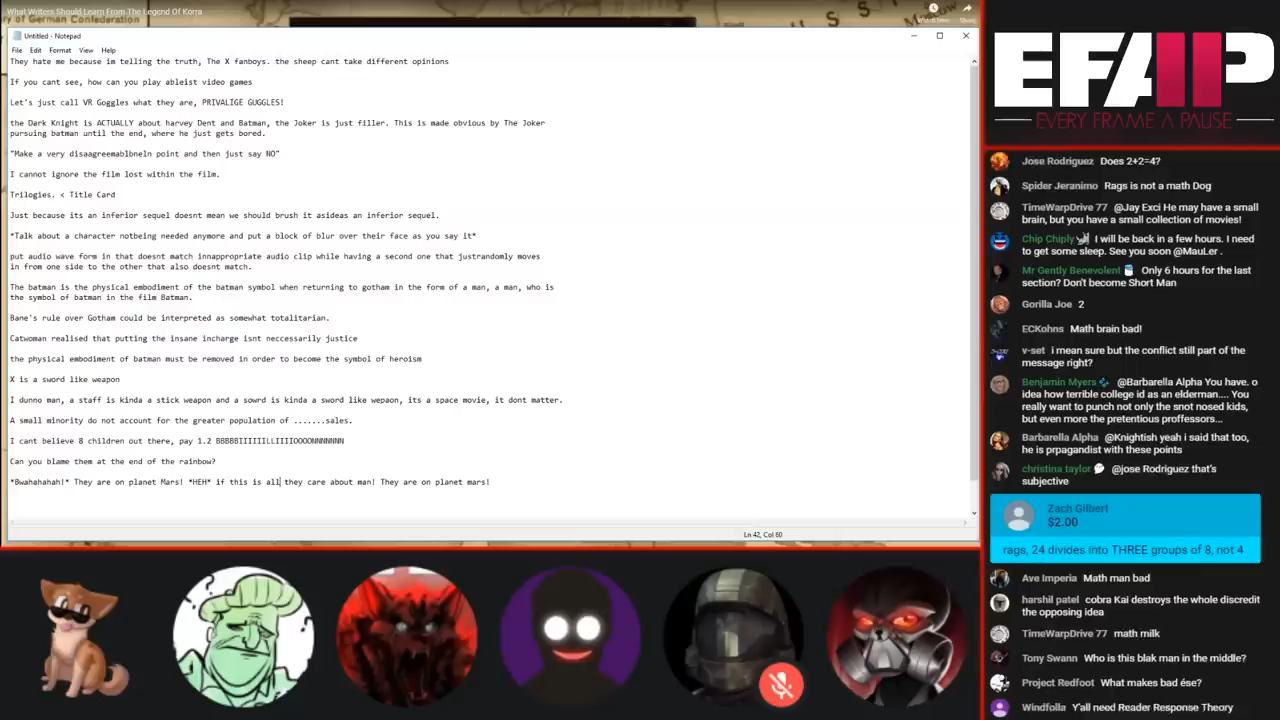 What Writers Should Learn From The Legend Of Korra
ry of German Confederation
Untitled - Notepad
File Edit Format View Help
They hate me because im telling the truth, The X fanboys. the sheep cant take different opinions
If you cant see, how can you play ableist video games
Let's just call VR Goggles what they are, PRIVALIGE GUGGLES!
the Dark Knight is ACTUALLY about harvey Dent and Batman, the Joker is just filler. This is made obvious by The Joker
pursuing batman until the end, where he just gets bored.
"Make a very disaagreemablbneln point and then just say NO"
I cannot ignore the film lost within the film.
Trilogies. < Title Card
Just because its an inferior sequel doesnt mean we should brush it asideas an inferior sequel.
*Talk about a character notbeing needed anymore and put a block of blur over their face as you say it*
put audio wave form in that doesnt match innappropriate audio clip while having a second one that justrandomly moves
in from one side to the other that also doesnt match.
The batman is the physical embodiment of the batman symbol when returning to gotham in the form of a man, a man, who is
the symbol of batman in the film Batman.
Bane's rule over Gotham could be interpreted as somewhat totalitarian.
Catwoman realised that putting the insane incharge isnt neccessarily justice
the physical embodiment of batman must be removed in order to become the symbol of heroism
X is a sword like weapon
I dunno man, a staff is kinda a stick weapon and a sowrd is kinda a sword like wepaon, its a space movie, it dont matter.
A small minority do not account for the greater population of .......sales.
I cant believe 8 children out there, pay 1.2 BBBBBIIIIIILLIIIIOOOONNNNNNN
Can you blame them at the end of the rainbow?
*Bwahahahah!* They are on planet Mars! *HEH* if this is all they care about man! They are on planet mars!
Ln 42, Col 60
EFAP
EVERY FRAME A PAUSE
Jose Rodriguez Does 2+2=4?
Spider Jeranimo Rags is not a math Dog
TimeWarpDrive 77 @Jay Exci He may have a small
brain, but you have a small collection of movies!
Chip Chiply I will be back in a few hours. I need
to get some sleep. See you soon @MauLer .
Mr Gently Benevolent Only 6 hours for the last
section? Don't become Short Man
Gorilla Joe 2
ECKohns Math brain bad!
v-set i mean sure but the conflict still part of the
message right?
Benjamin Myers @Barbarella Alpha You have. o
idea how terrible college id as an elderman.... You
really want to punch not only the snot nosed kids,
but even more the pretentious proffessors...
Barbarella Alpha @Knightish yeah i said that too,
he is prpagandist with these points
christina taylor @jose Rodriguez that's
subjective
Zach Gilbert
$2.00
rags, 24 divides into THREE groups of 8, not 4
Ave Imperia Math man bad
harshil patel cobra Kai destroys the whole discredit
the opposing idea
TimeWarpDrive 77 math milk
Tony Swann Who is this blak man in the middle?
Project Redfoot What makes bad ése?
Windfolla Y'all need Reader Response Theory